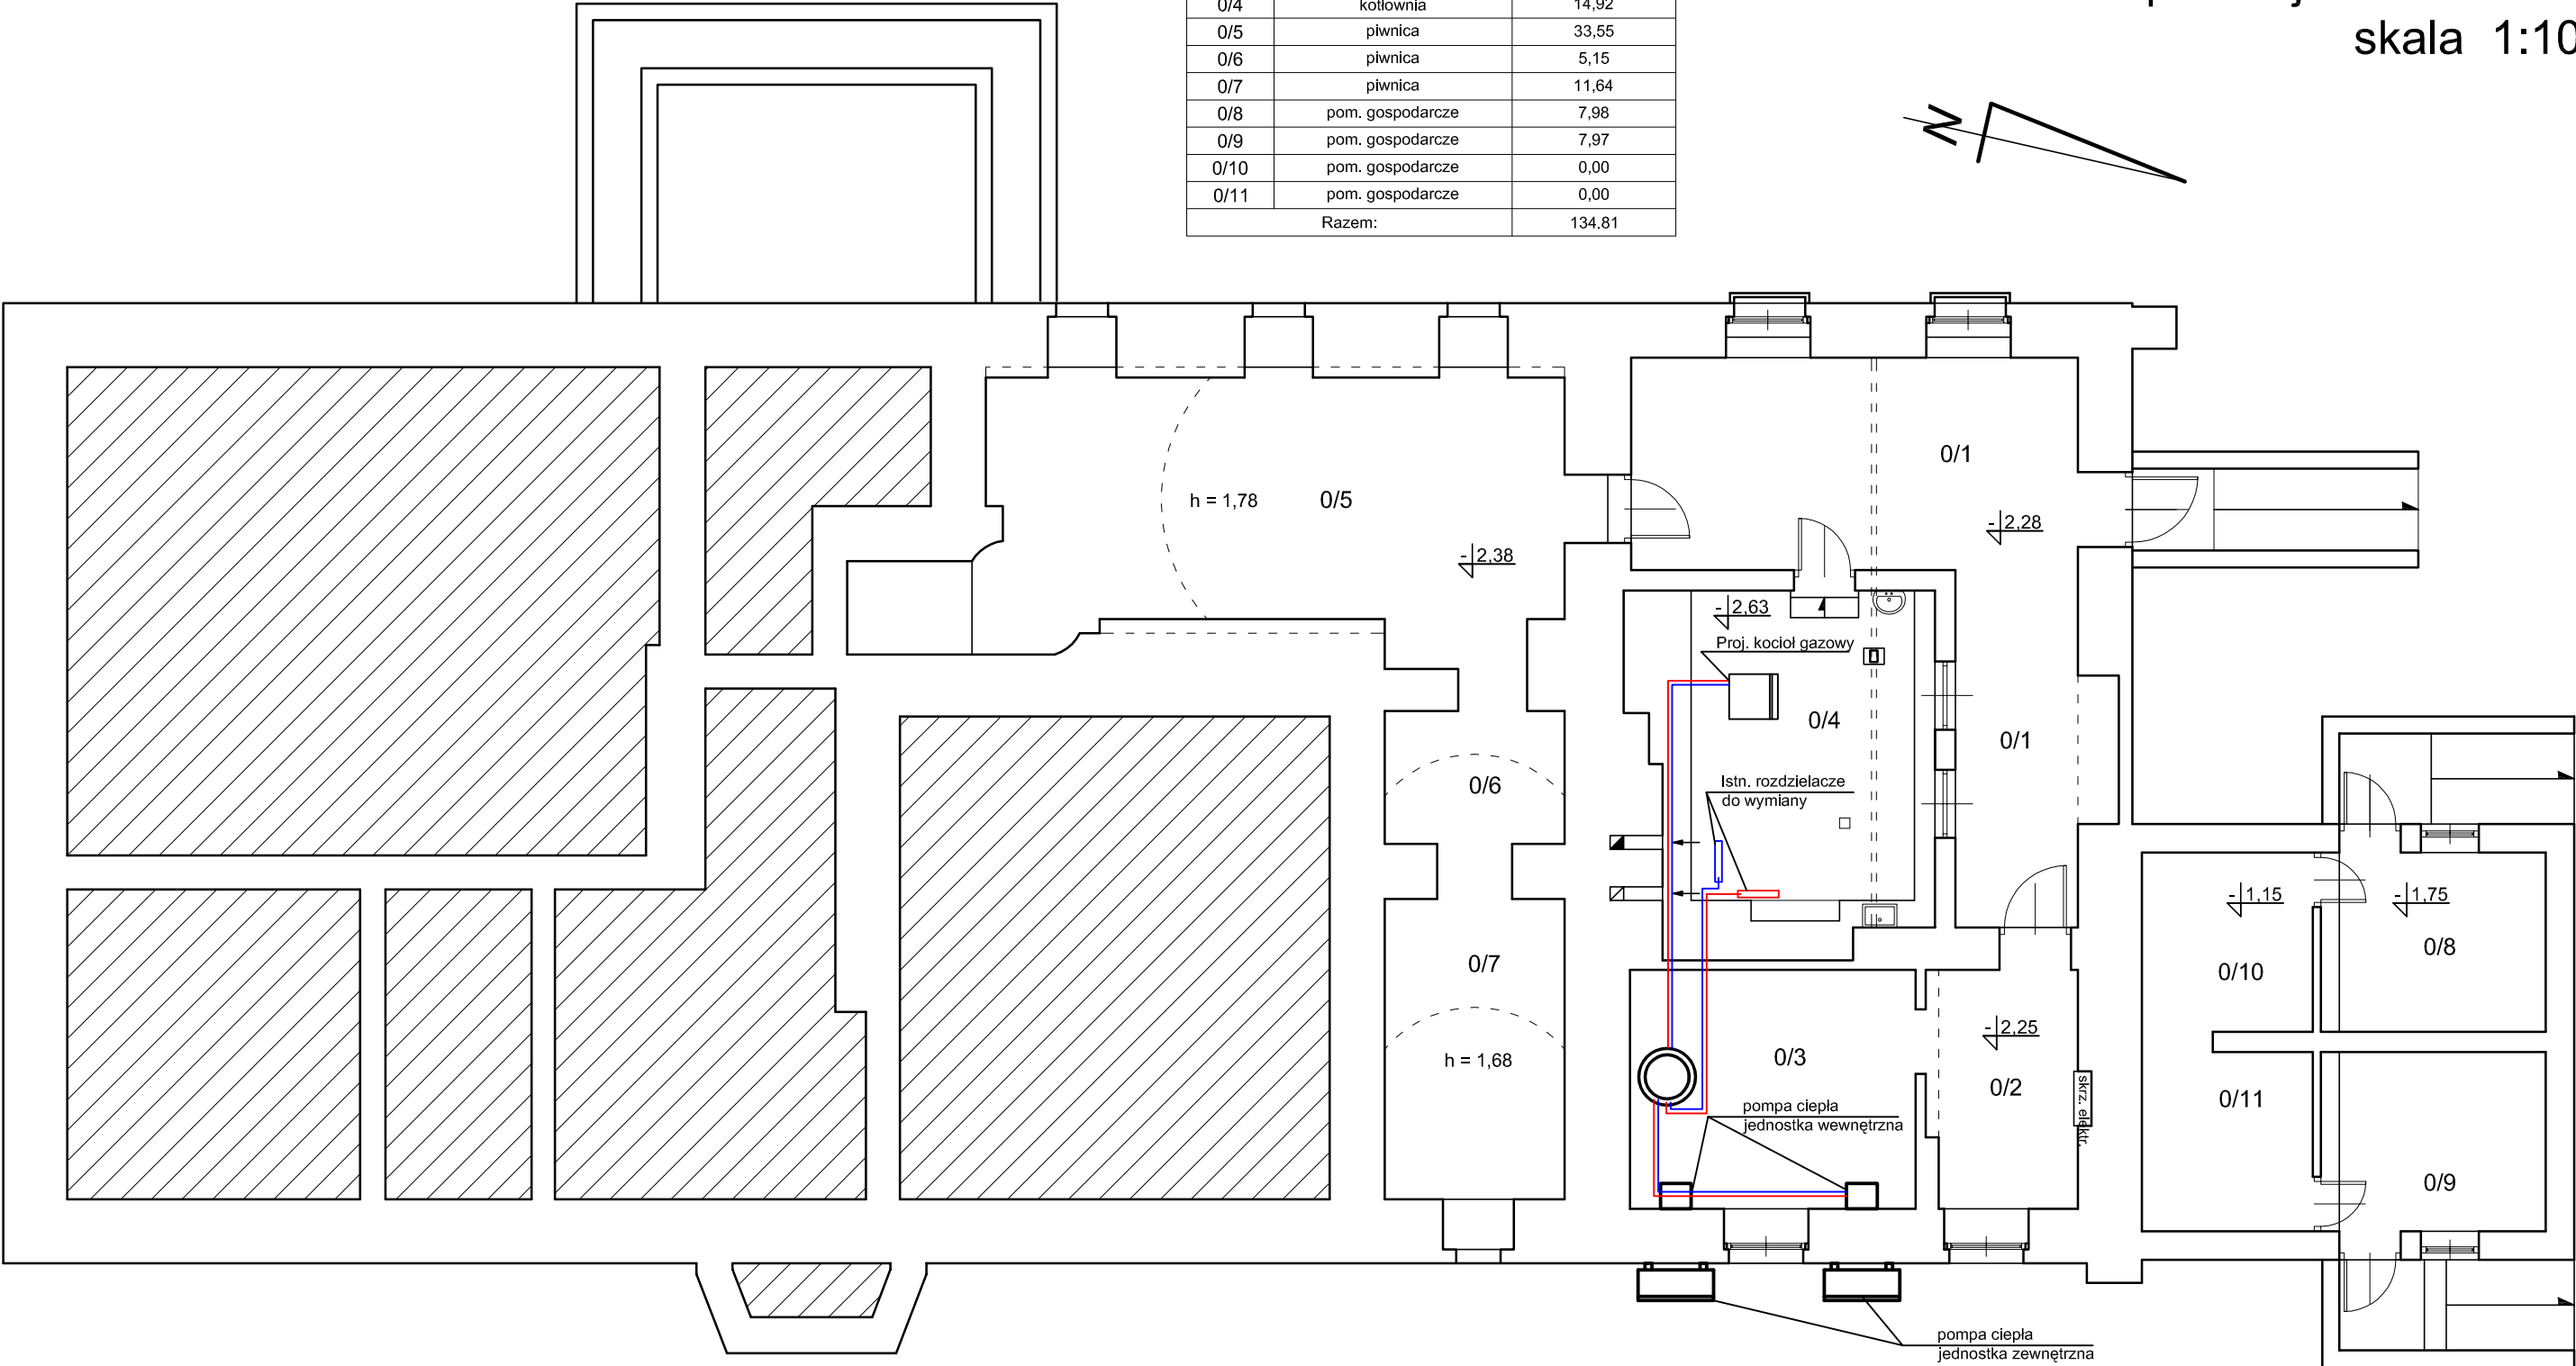 0/4 kotłownia 14,92
0/5 piwnica 33,55
0/6 piwnica 5,15
0/7 piwnica 11,64
0/8 pom. gospodarcze 7,98
0/9 pom. gospodarcze 7,97
0/10 pom. gospodarcze 0,00
0/11 pom. gospodarcze 0,00
Razem: 134.81
skala 1:10
N
0/1
h = 1,78
0/5
- 2,28
- 2,38
- 2,63
Proj. kocioł gazowy
0/4
0/1
0/6
Istn. rozdzielacze
do wymiany
- 1,15
- 1,75
0/8
0/7
0/10
- 2,25
h = 1,68
0/3
0/2
0/11
skrz. elektr.
pompa ciepła
jednostka wewnętrzna
0/9
pompa ciepła
jednostka zewnętrzna